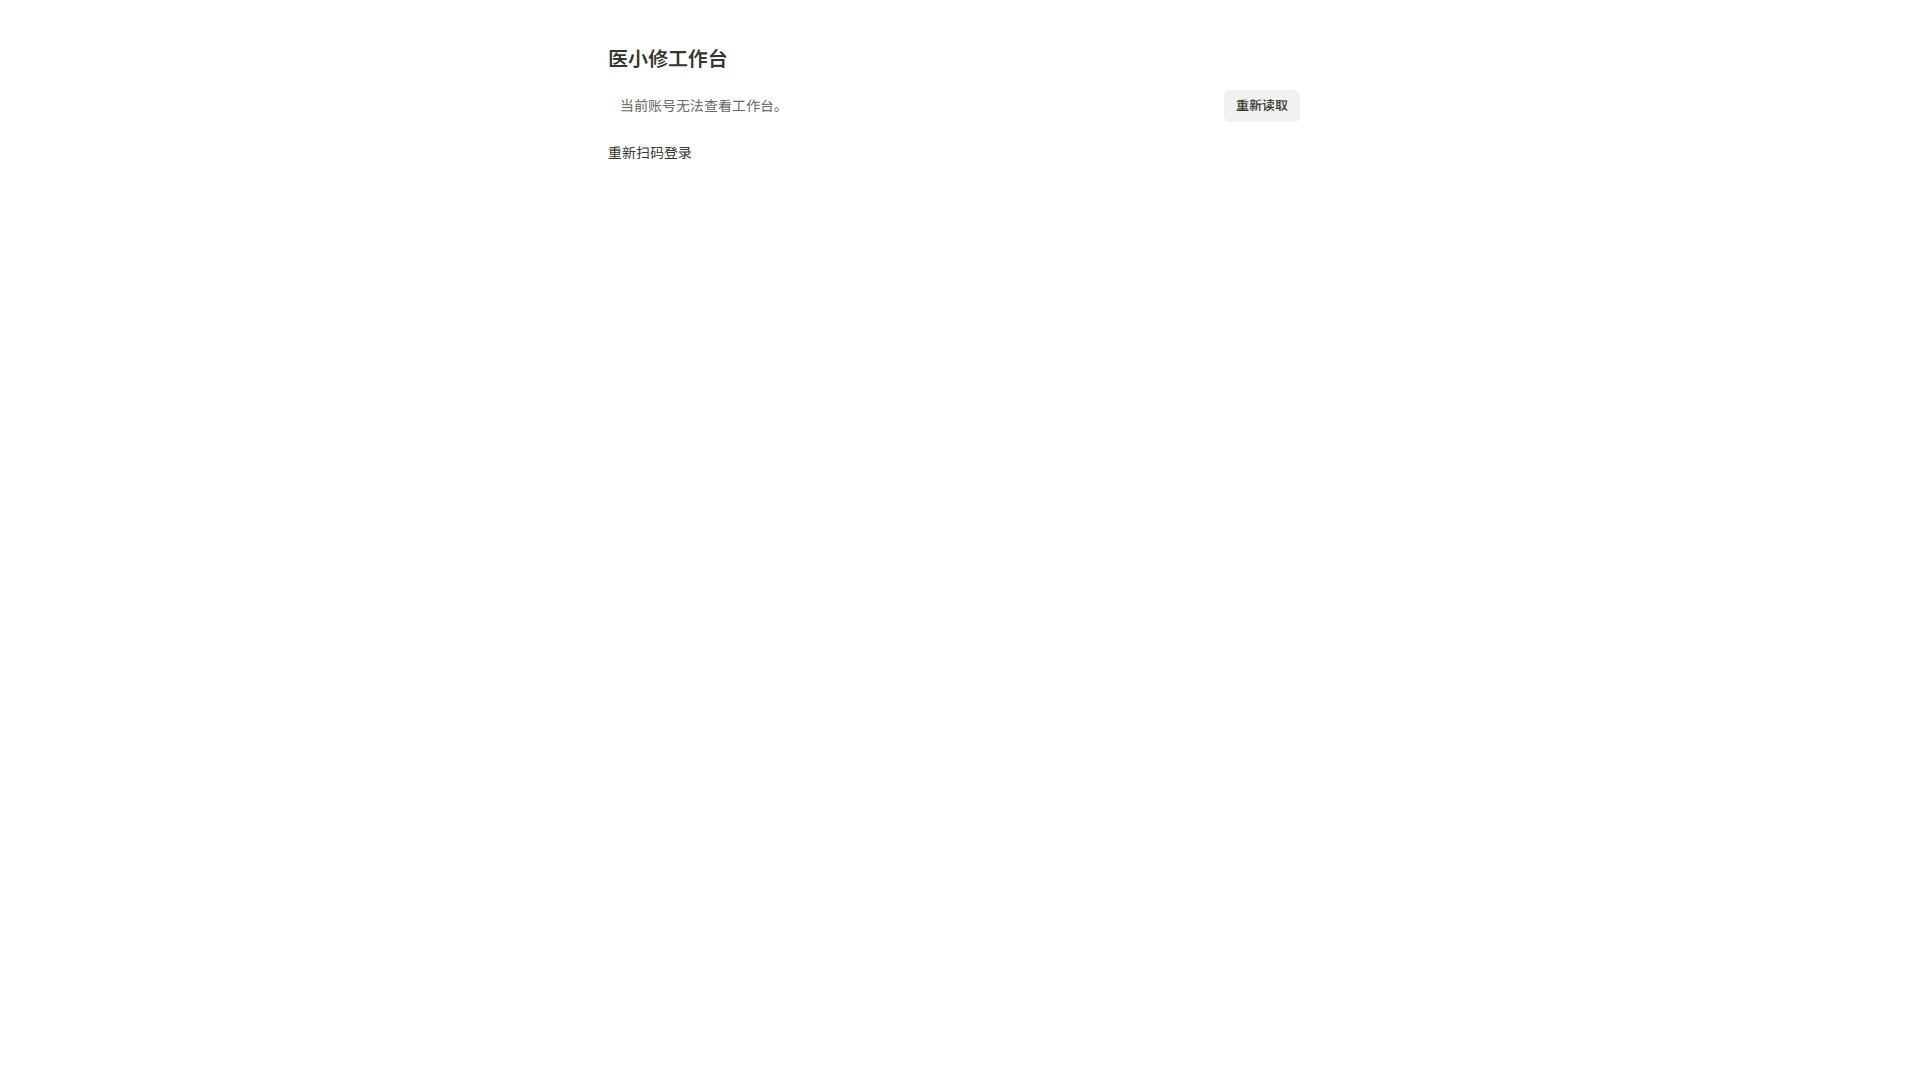 医小修工作台
当前账号无法查看工作台。
重新读取
重新扫码登录